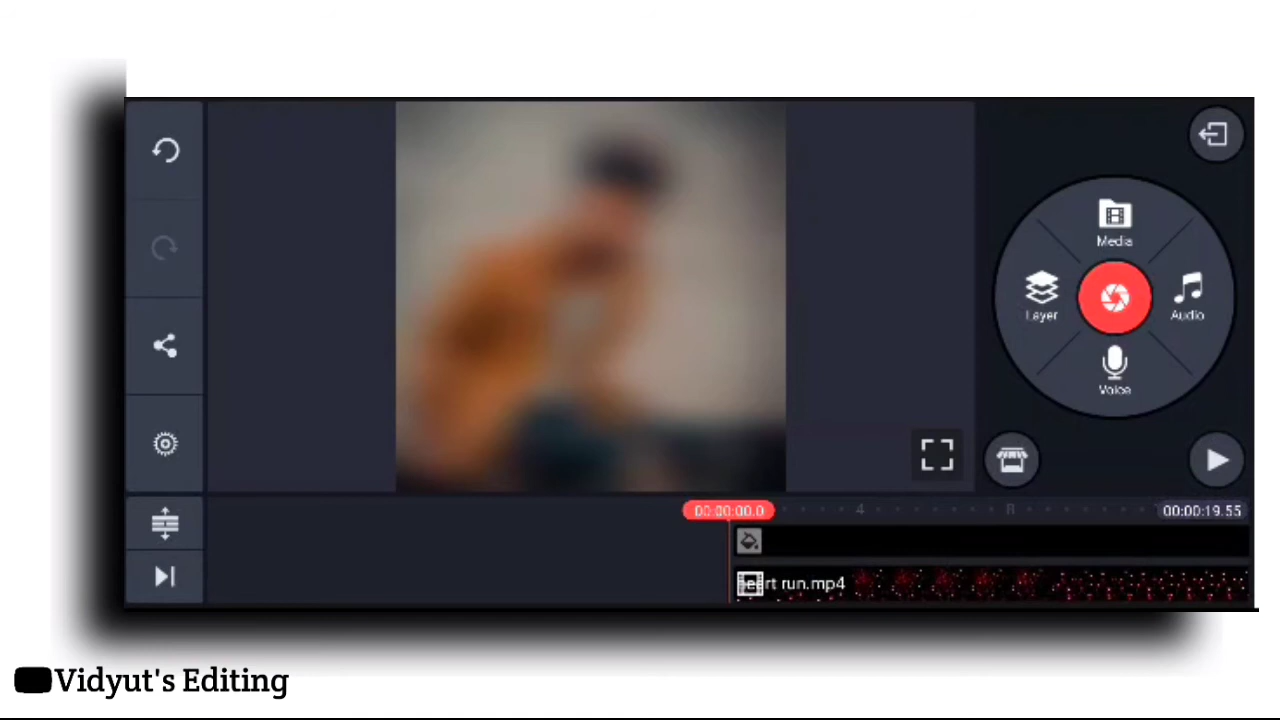 Media
Layer
Audio
Voice
00:00:00.0
4
8
00:00:19.55
rt run.mp4
Vidyut's Editing